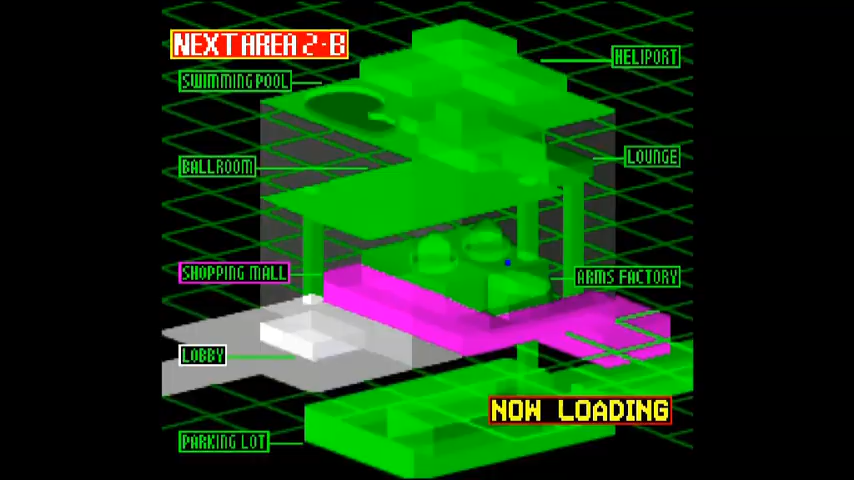 NEXT AREA 2-B
HELIPORT
SWIMMING POOL
LOUNGE
BALLROOM
SHOPPING MALL
ARMS FACTORY
LOBBY
NOW LOADING
PARKING LOT